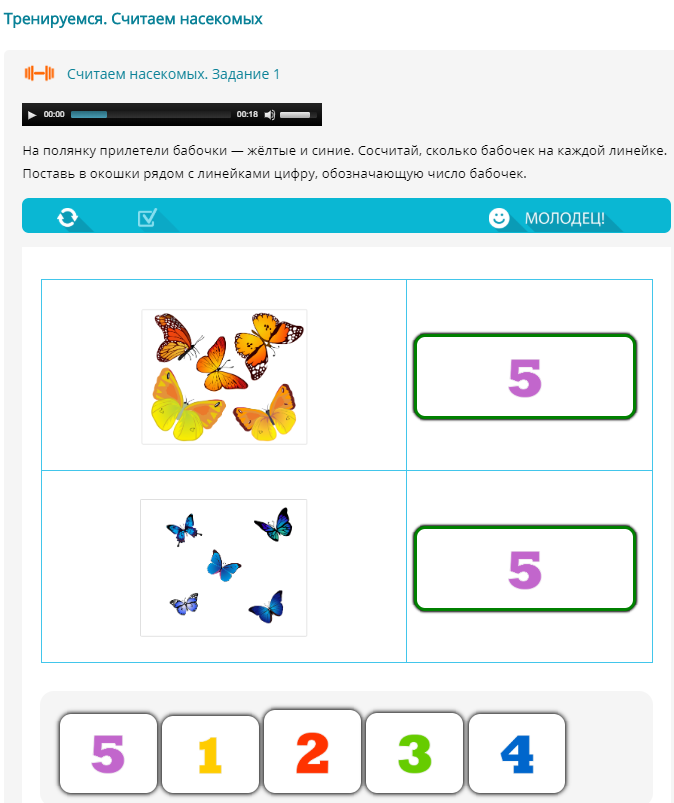 Тренируемся. Считаем насекомых
Считаем насекомых. Задание 1
00:00 00:18
На полянку прилетели бабочки — жёлтые и синие. Сосчитай, сколько бабочек на каждой линейке.
Поставь в окошки рядом с линейками цифру, обозначающую число бабочек.
МОЛОДЕЦ!
5
5
5 1 2 3 4